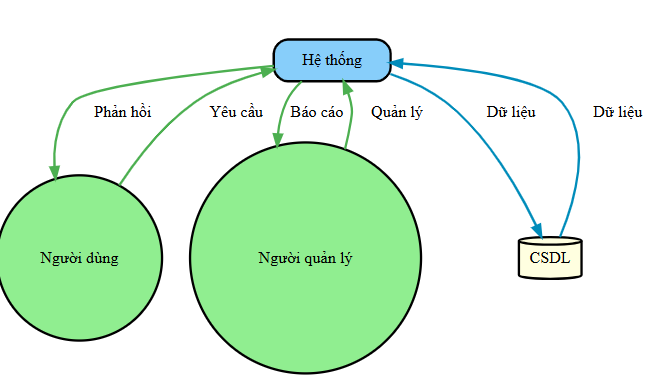 Hệ thống
Phản hồi
Yêu cầu
Báo cáo
Quản lý
Dữ liệu
Dữ liệu
Người dùng
Người quản lý
CSDL